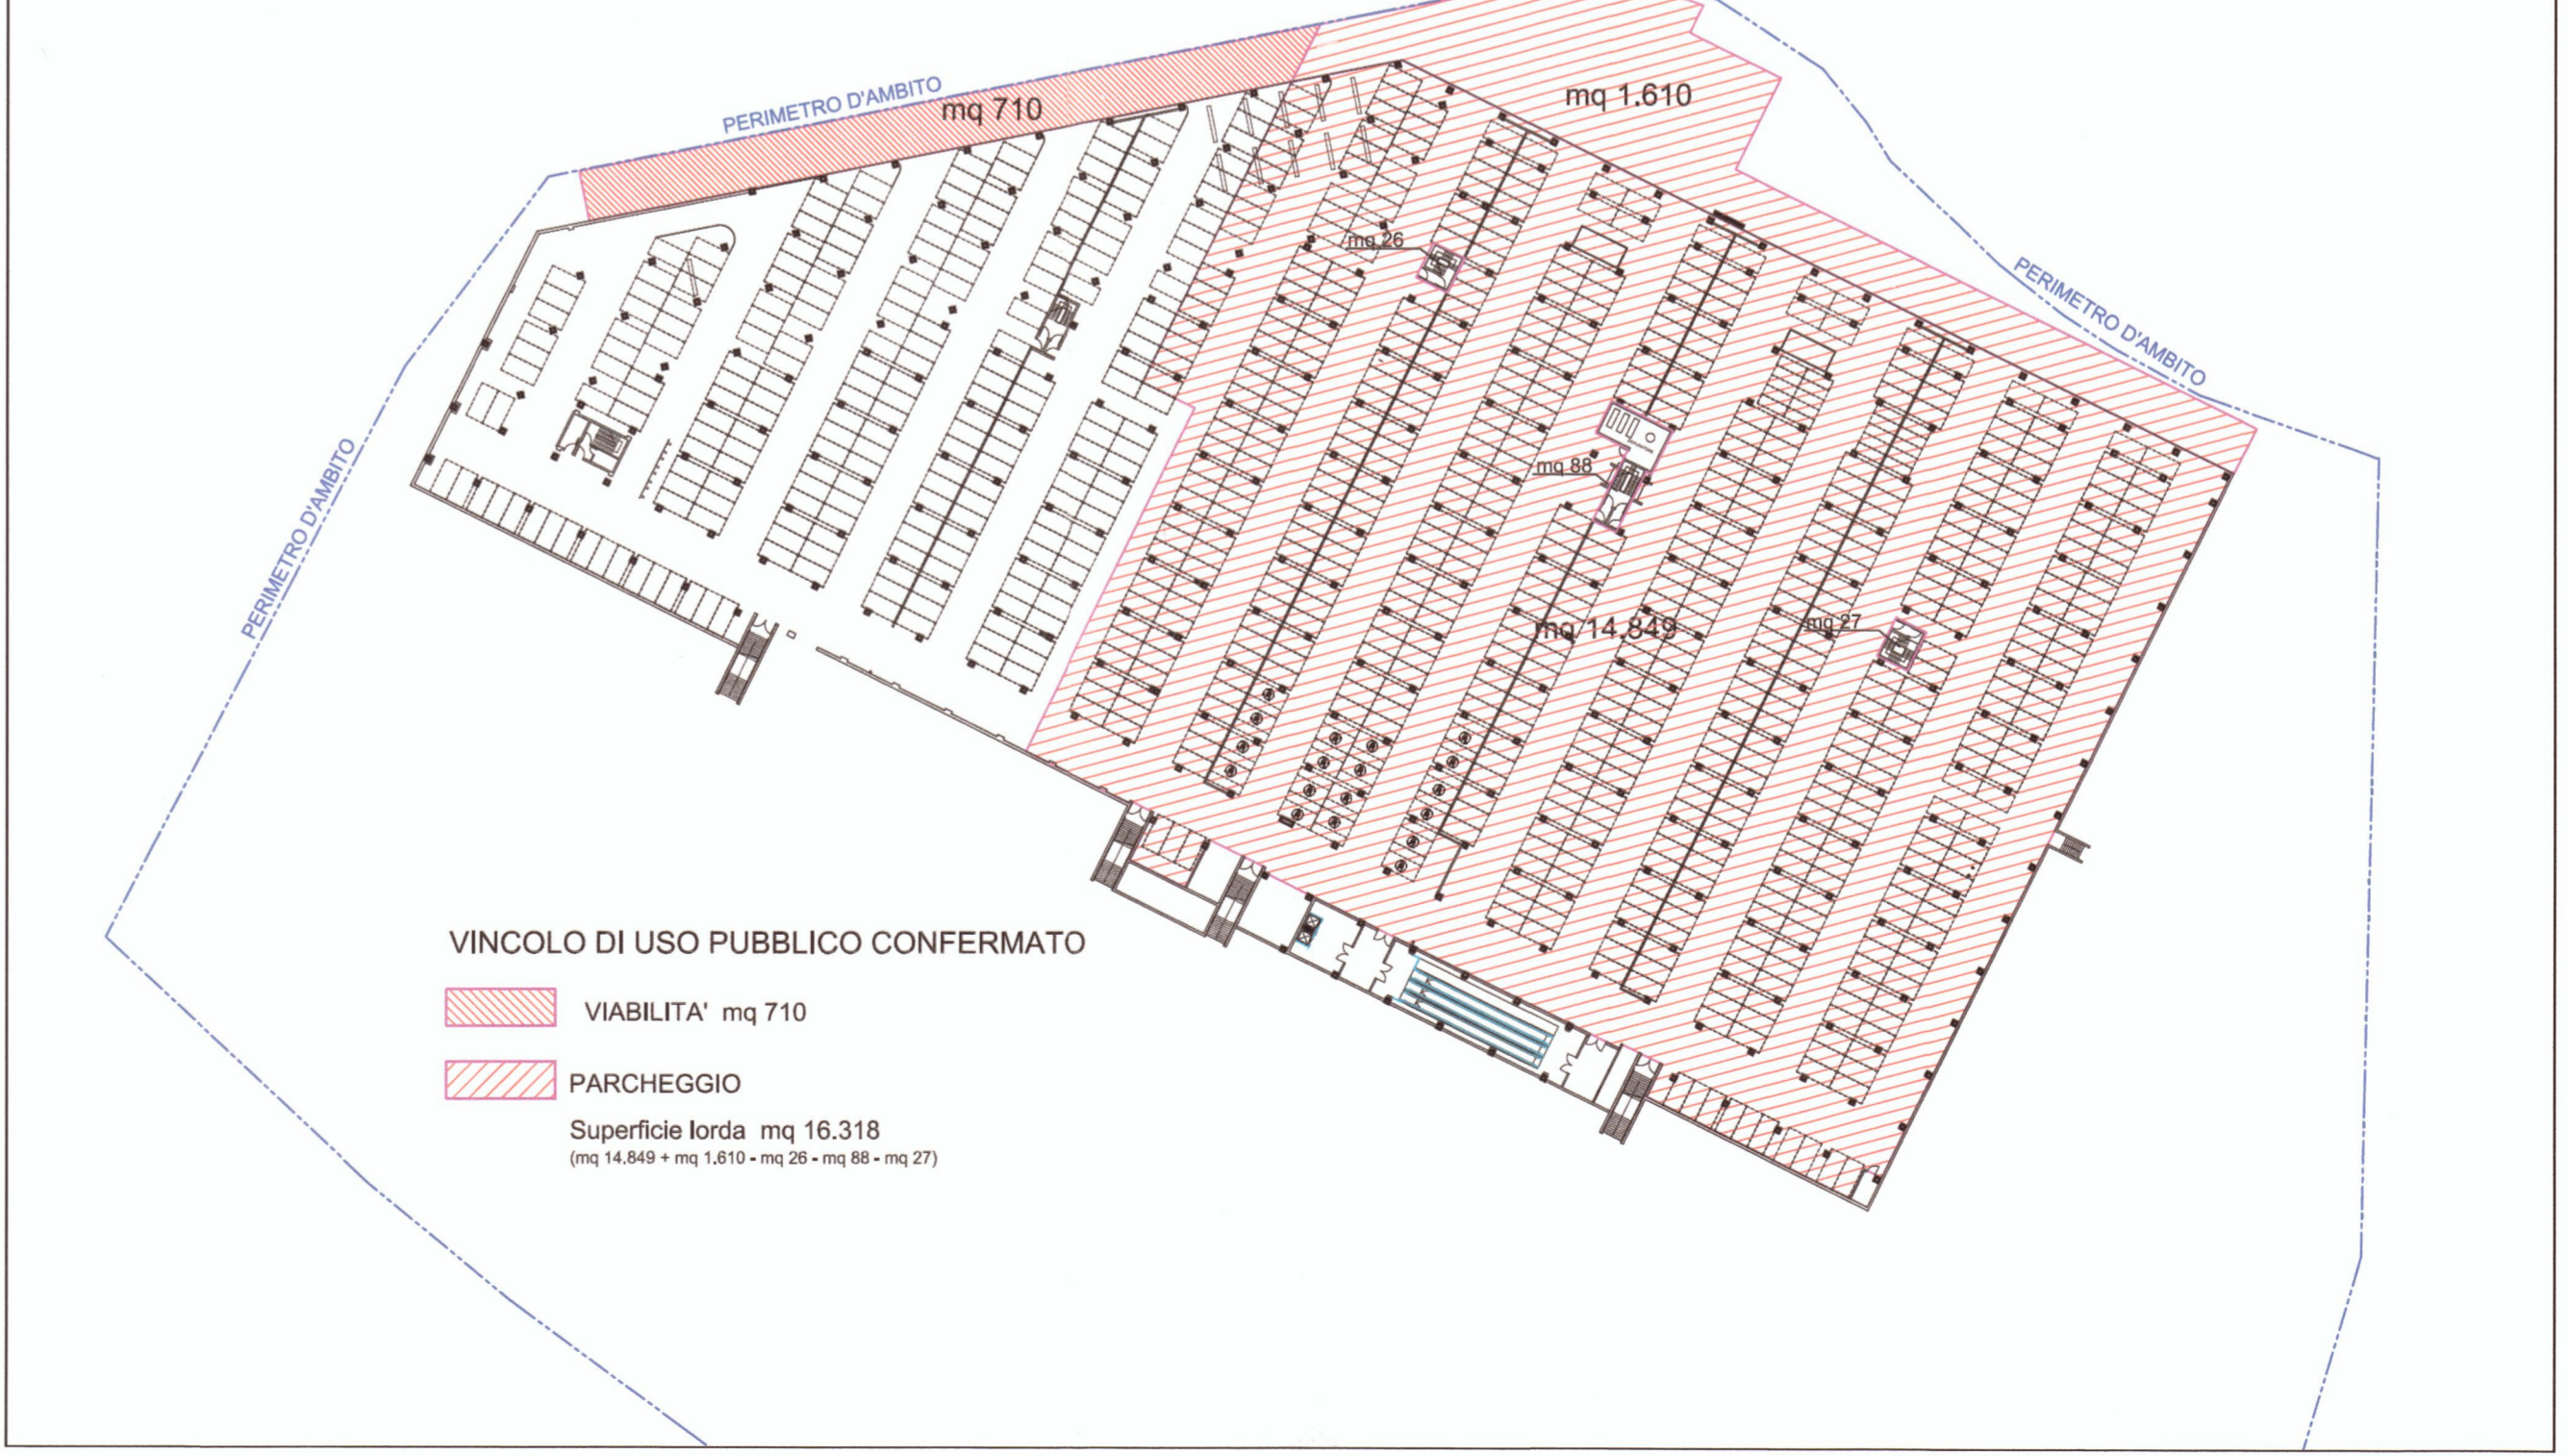 PERIMETRO D'AMBITO
mq 710
mq 1.610
mq 26
PERIMETRO D'AMBITO
PERIMETRO D'AMBITO
mq 88
mq 14.849
mq 27
VINCOLO DI USO PUBBLICO CONFERMATO
VIABILITA' mq 710
PARCHEGGIO
Superficie lorda mq 16.318
(mq 14.849 + mq 1.610 - mq 26 - mq 88 - mq 27)